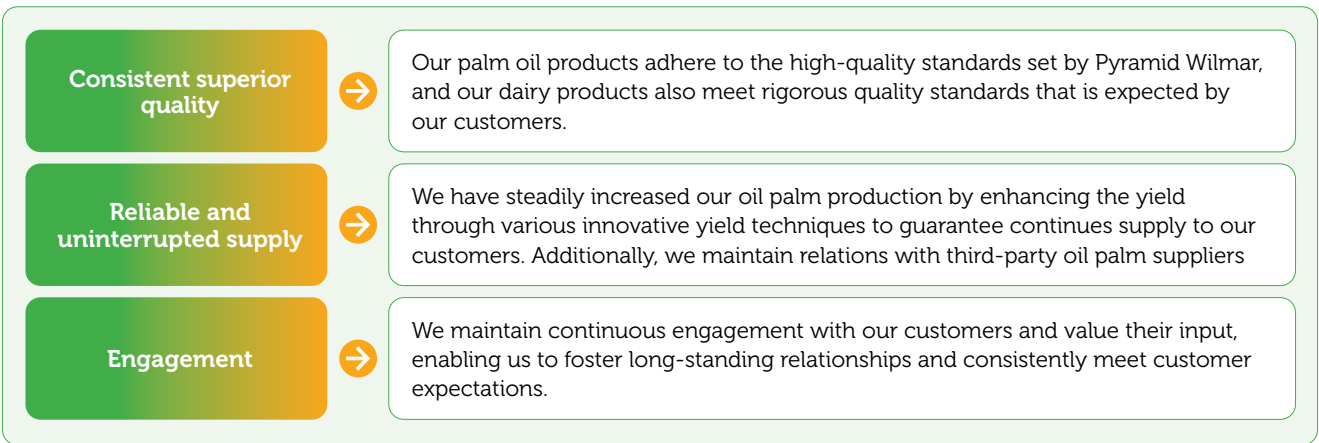 Consistent superior
quality
Our palm oil products adhere to the high-quality standards set by Pyramid Wilmar,
and our dairy products also meet rigorous quality standards that is expected by
our customers.
Reliable and
uninterrupted supply
We have steadily increased our oil palm production by enhancing the yield
through various innovative yield techniques to guarantee continues supply to our
customers. Additionally, we maintain relations with third-party oil palm suppliers
Engagement
We maintain continuous engagement with our customers and value their input,
enabling us to foster long-standing relationships and consistently meet customer
expectations.